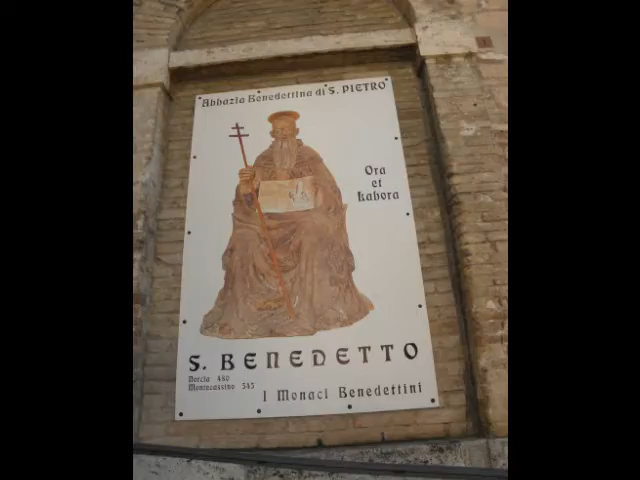 Abbazia Benedettina di S. PIETRO
Ora
et
Labora
S. BENEDETTO
Norcia 480
Montecassino 543
I Monaci Benedettini